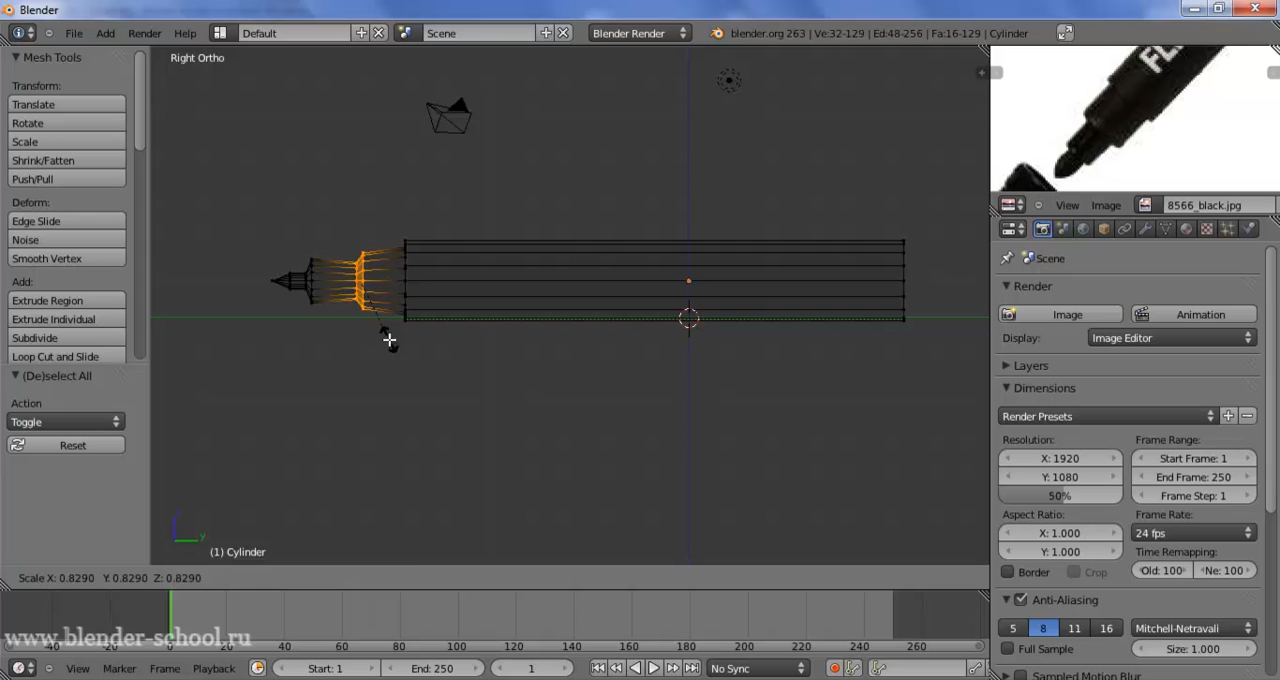 Blender
File Add Render Help Default Scene Blender Render blender.org 263 | Ve:32-129 | Ed:48-256 | Fa:16-129 | Cylinder
Mesh Tools
Transform:
Translate
Rotate
Scale
Shrink/Fatten
Push/Pull
Deform:
Edge Slide
Noise
Smooth Vertex
Add:
Extrude Region
Extrude Individual
Subdivide
Loop Cut and Slide
(De)select All
Action
Toggle
Reset
Right Ortho
z
y
(1) Cylinder
Scale X: 0.8290 Y: 0.8290 Z: 0.8290
View Image 8566_black.jpg
Scene
Render
Image Animation
Display: Image Editor
Layers
Dimensions
Render Presets
Resolution: Frame Range:
X: 1920 Start Frame: 1
Y: 1080 End Frame: 250
50% Frame Step: 1
Aspect Ratio: Frame Rate:
X: 1.000 24 fps
Y: 1.000 Time Remapping:
Border Crop Old: 100 Ne: 100
Anti-Aliasing
5 8 11 16 Mitchell-Netravali
Full Sample Size: 1.000
Sampled Motion Blur
www.blender-school.ru
-40 -20 0 20 40 60 80 100 120 140 160 180 200 220 240 260
View Marker Frame Playback Start: 1 End: 250 1 No Sync